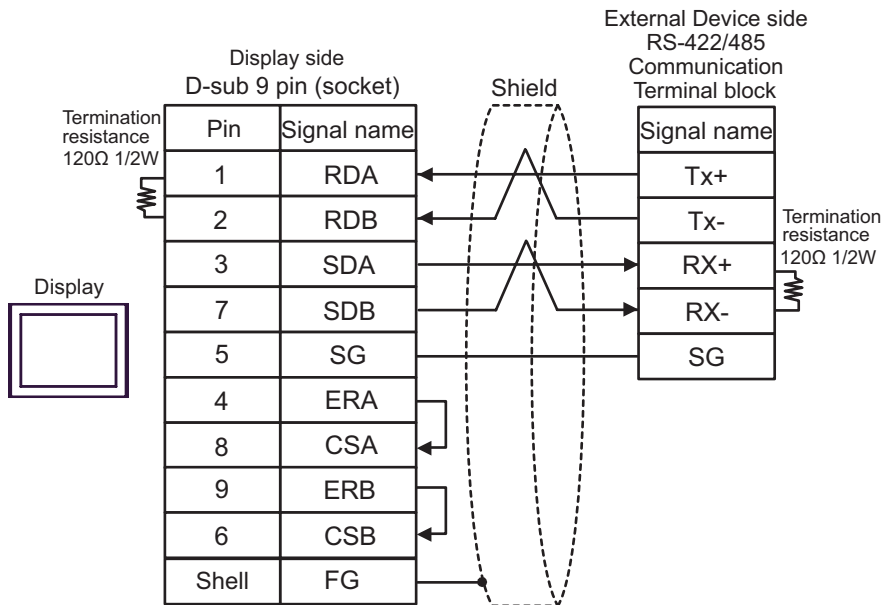 External Device side
RS-422/485
Communication
Terminal block
Display side
D-sub 9 pin (socket)
Shield
Termination
resistance
120Ω 1/2W
Pin Signal name
1 RDA
2 RDB
3 SDA
7 SDB
5 SG
4 ERA
8 CSA
9 ERB
6 CSB
Shell FG
Display
Signal name
Tx+
Tx-
RX+
RX-
SG
Termination
resistance
120Ω 1/2W